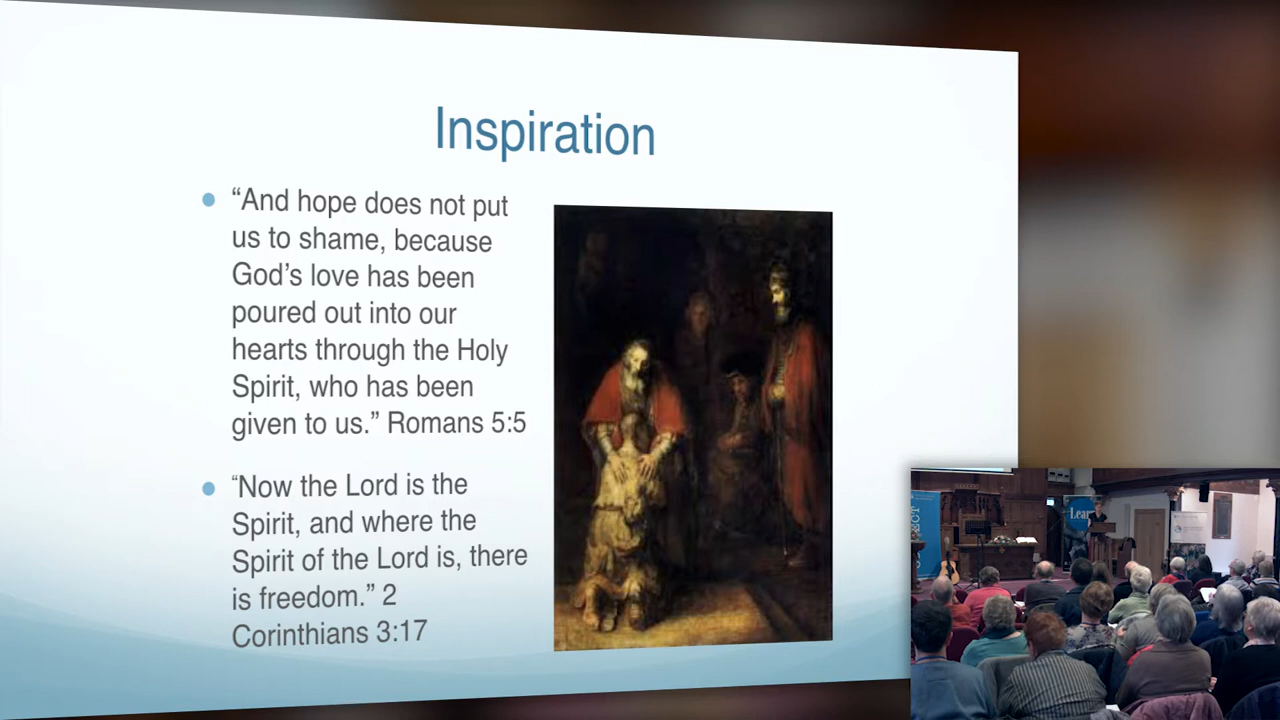 Inspiration
“And hope does not put
us to shame, because
God’s love has been
poured out into our
hearts through the Holy
Spirit, who has been
given to us.” Romans 5:5
“Now the Lord is the
Spirit, and where the
Spirit of the Lord is, there
is freedom.” 2
Corinthians 3:17